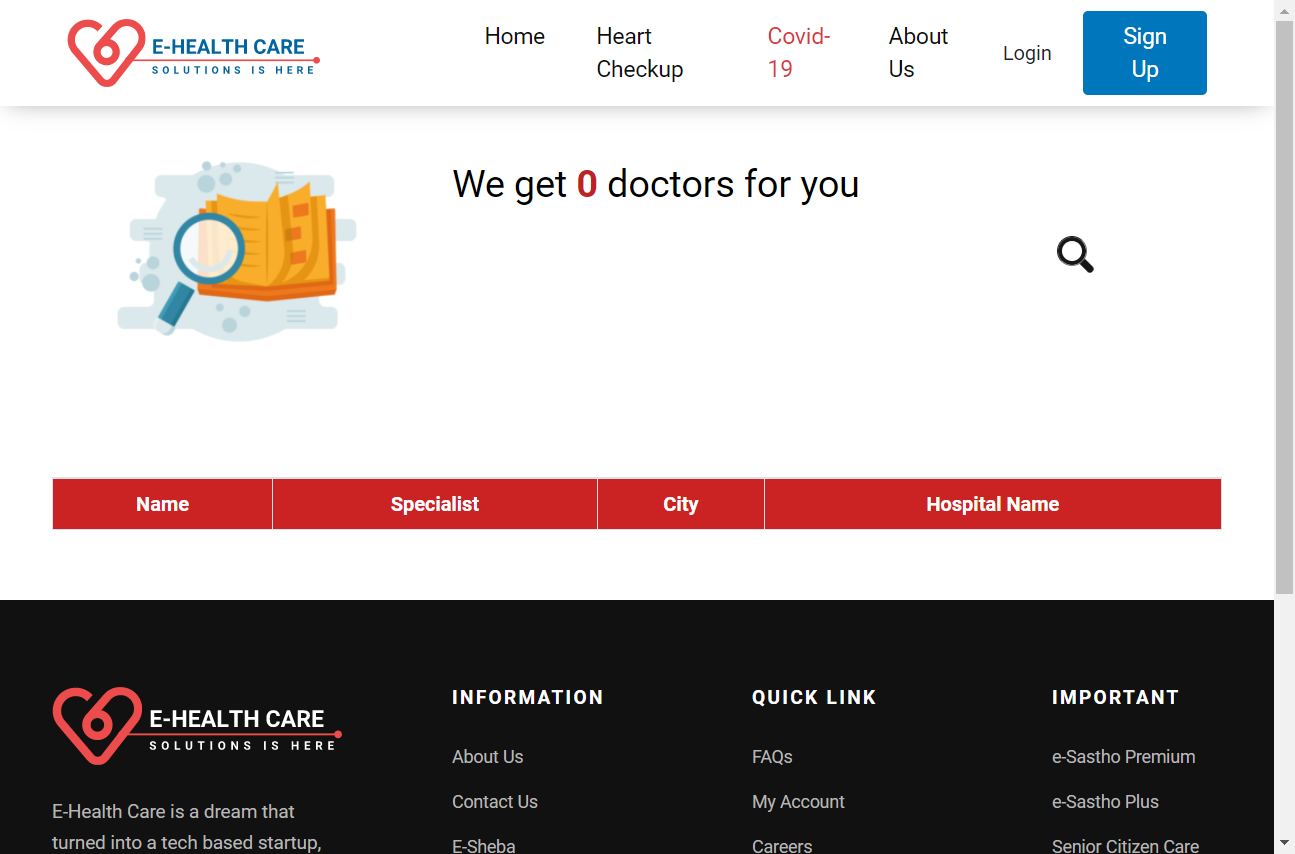 E-HEALTH CARE
SOLUTIONS IS HERE
Home
Heart
Checkup
Covid-
19
About
Us
Login
Sign
Up
We get 0 doctors for you
Name
Specialist
City
Hospital Name
E-HEALTH CARE
SOLUTIONS IS HERE
E-Health Care is a dream that
turned into a tech based startup,
INFORMATION
About Us
Contact Us
E-Sheba
QUICK LINK
FAQs
My Account
Careers
IMPORTANT
e-Sastho Premium
e-Sastho Plus
Senior Citizen Care